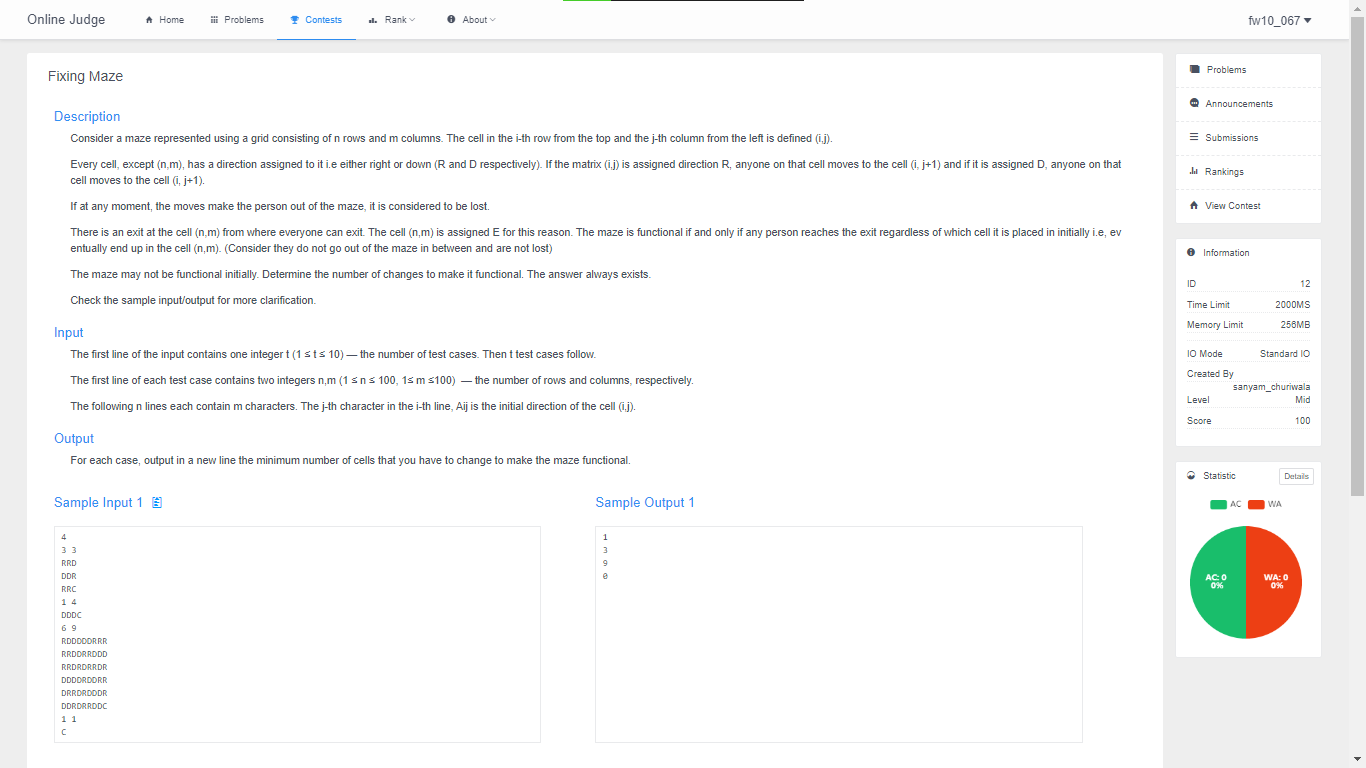 Online Judge
Home
Problems
Contests
Rank
About
fw10_067
Fixing Maze
Description
Consider a maze represented using a grid consisting of n rows and m columns. The cell in the i-th row from the top and the j-th column from the left is defined (i,j).
Every cell, except (n,m), has a direction assigned to it i.e either right or down (R and D respectively). If the matrix (i,j) is assigned direction R, anyone on that cell moves to the cell (i, j+1) and if it is assigned D, anyone on that
cell moves to the cell (i, j+1).
If at any moment, the moves make the person out of the maze, it is considered to be lost.
There is an exit at the cell (n,m) from where everyone can exit. The cell (n,m) is assigned E for this reason. The maze is functional if and only if any person reaches the exit regardless of which cell it is placed in initially i.e, ev
entually end up in the cell (n,m). (Consider they do not go out of the maze in between and are not lost)
The maze may not be functional initially. Determine the number of changes to make it functional. The answer always exists.
Check the sample input/output for more clarification.
Input
The first line of the input contains one integer t (1 ≤ t ≤ 10) — the number of test cases. Then t test cases follow.
The first line of each test case contains two integers n,m (1 ≤ n ≤ 100, 1≤ m ≤100) — the number of rows and columns, respectively.
The following n lines each contain m characters. The j-th character in the i-th line, Aij is the initial direction of the cell (i,j).
Output
For each case, output in a new line the minimum number of cells that you have to change to make the maze functional.
Sample Input 1
4
3 3
RRD
DDR
RRC
1 4
DDDC
6 9
RDDDDDRRR
RRDDRRDDD
RRDRDRRDR
DDDDRDDRR
DRRDRDDDR
DDRDRRDDC
1 1
C
Sample Output 1
1
3
9
0
Problems
Announcements
Submissions
Rankings
View Contest
Information
ID 12
Time Limit 2000MS
Memory Limit 256MB
IO Mode Standard IO
Created By
sanyam_churiwala
Level Mid
Score 100
Statistic Details
AC WA
AC: 0
0%
WA: 0
0%